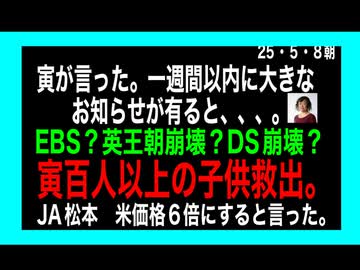 25・5・8朝
寅が言った。一週間以内に大きな
お知らせが有ると、、、。
EBS？英王朝崩壊？DS崩壊？
寅百人以上の子供救出。
JA松本　米価格６倍にすると言った。